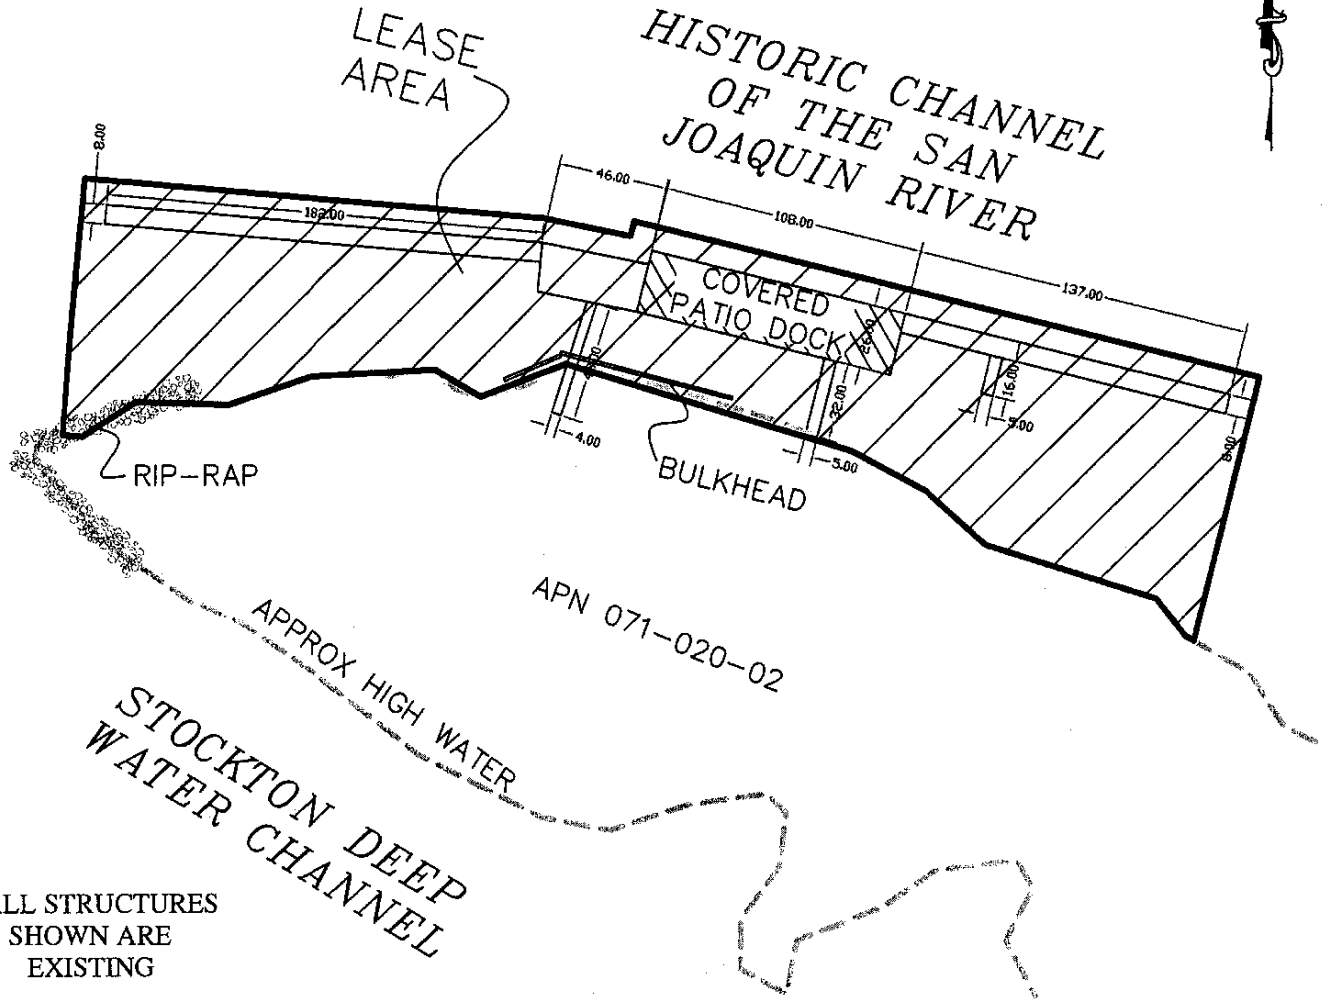 LEASE
AREA
HISTORIC CHANNEL
OF THE SAN
JOAQUIN RIVER
8.00
182.00
46.00
108.00
137.00
COVERED
PATIO DOCK
26.00
32.00
16.00
5.00
8.00
4.00
5.00
RIP-RAP
BULKHEAD
APN 071-020-02
APPROX HIGH WATER
STOCKTON DEEP
WATER CHANNEL
LL STRUCTURES
SHOWN ARE
EXISTING